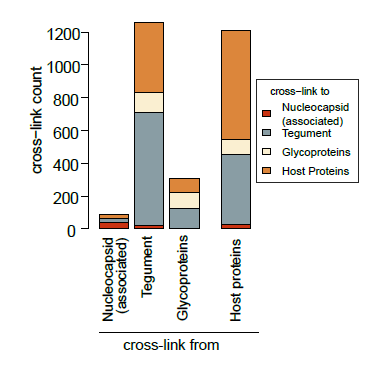 cross-link count
1200
1000
800
600
400
200
0
Nucleocapsid
(associated)
Tegument
Glycoproteins
Host proteins
cross-link from
cross-link to
Nucleocapsid
(associated)
Tegument
Glycoproteins
Host Proteins